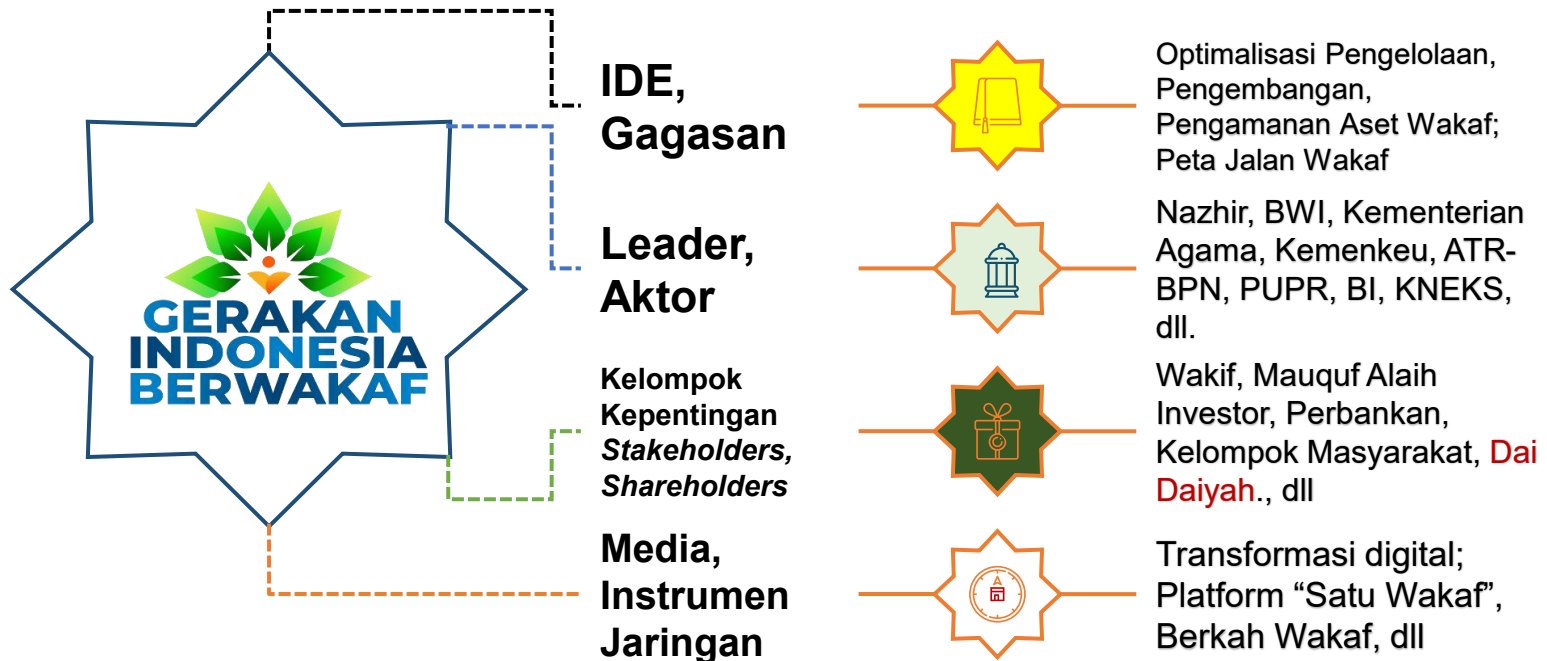 GERAKAN
INDONESIA
BERWAKAF
IDE,
Gagasan
Optimalisasi Pengelolaan,
Pengembangan,
Pengamanan Aset Wakaf;
Peta Jalan Wakaf
Leader,
Aktor
Nazhir, BWI, Kementerian
Agama, Kemenkeu, ATR-
BPN, PUPR, BI, KNEKS,
dll.
Kelompok
Kepentingan
Stakeholders,
Shareholders
Wakif, Mauquf Alaih
Investor, Perbankan,
Kelompok Masyarakat, Dai
Daiyah., dll
Media,
Instrumen
Jaringan
A
Transformasi digital;
Platform “Satu Wakaf”,
Berkah Wakaf, dll